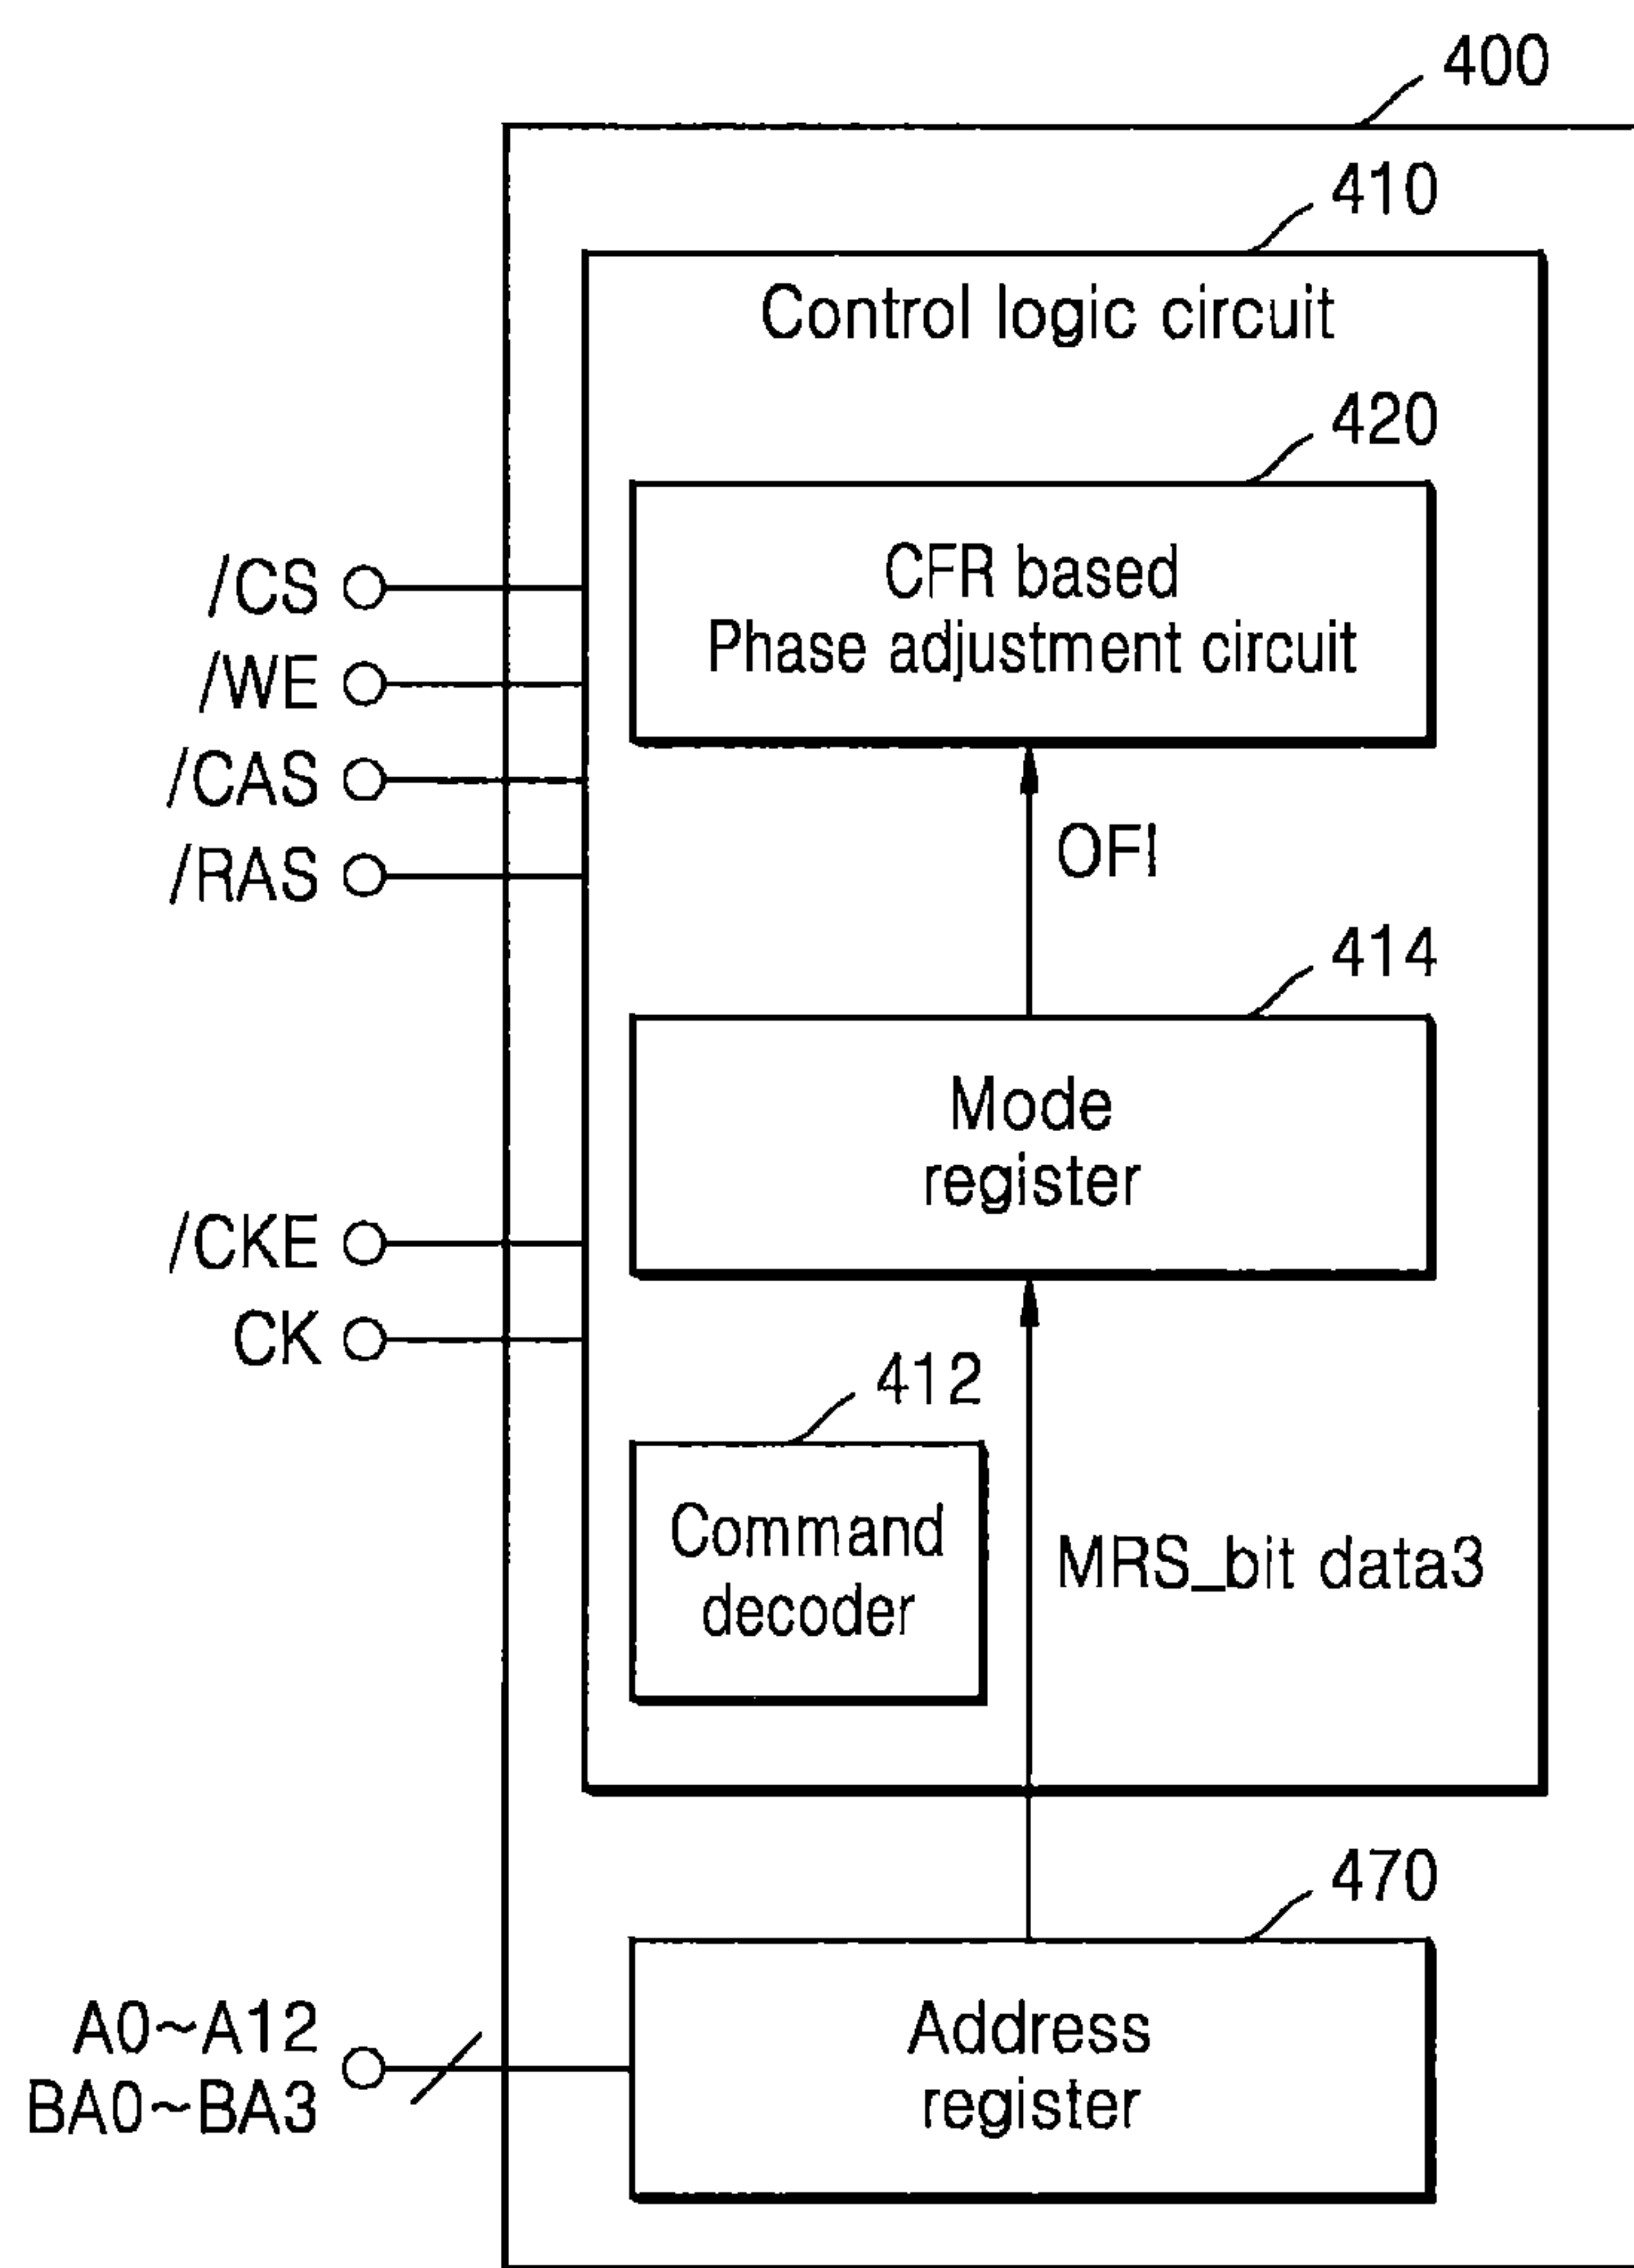 400
410
Control logic circuit
420
CFR based
Phase adjustment circuit
/CS
/WE
/CAS
/RAS
OFI
414
Mode
register
/CKE
CK
412
Command
decoder
MRS_bit data3
470
Address
register
A0~A12
BA0~BA3